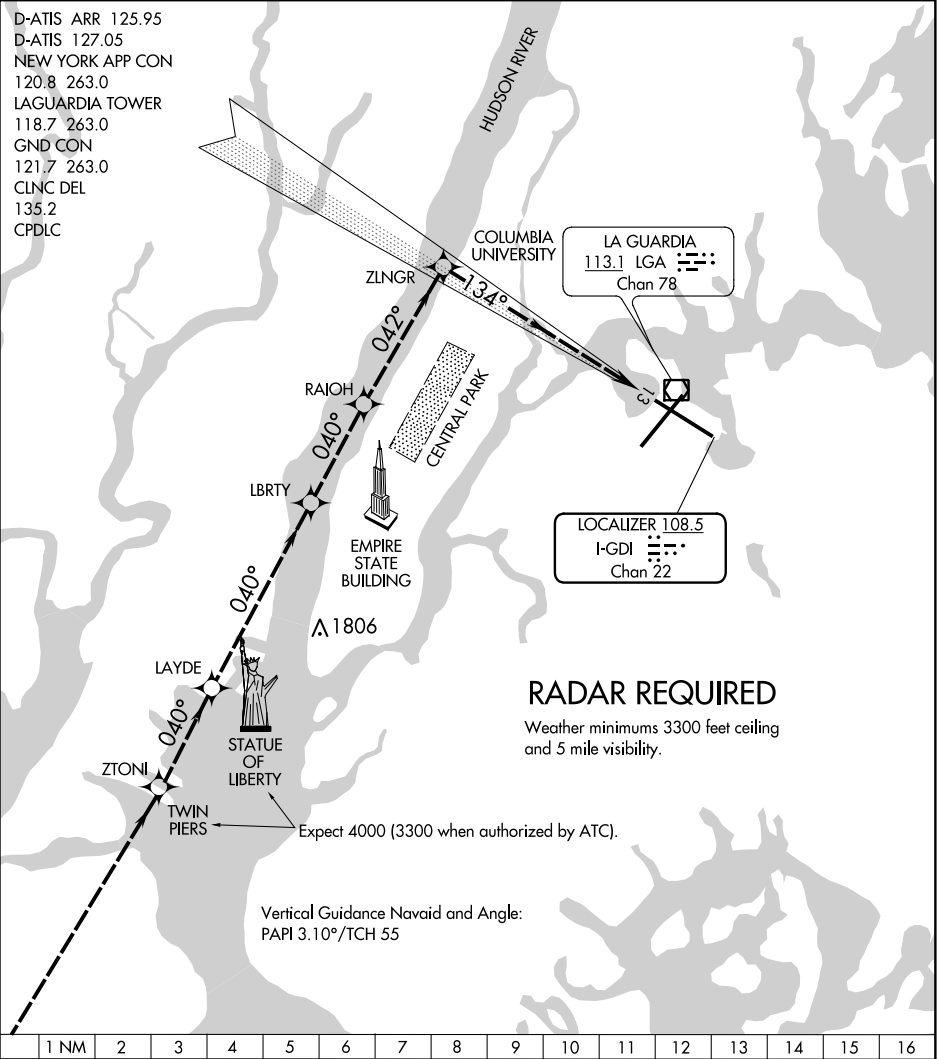 D-ATIS ARR 125.95
D-ATIS 127.05
NEW YORK APP CON
120.8 263.0
LAGUARDIA TOWER
118.7 263.0
GND CON
121.7 263.0
CLNC DEL
135.2
CPDLC
HUDSON RIVER
COLUMBIA
UNIVERSITY
LA GUARDIA
113.1 LGA
Chan 78
ZLNGR
134°
042°
RAIOH
13
CENTRAL PARK
040°
LBRTY
EMPIRE
STATE
BUILDING
LOCALIZER 108.5
I-GDI
Chan 22
040°
1806
LAYDE
RADAR REQUIRED
Weather minimums 3300 feet ceiling
and 5 mile visibility.
040°
STATUE
OF
LIBERTY
ZTONI
TWIN
PIERS
Expect 4000 (3300 when authorized by ATC).
Vertical Guidance Navaid and Angle:
PAPI 3.10°/TCH 55
1 NM 2 3 4 5 6 7 8 9 10 11 12 13 14 15 16